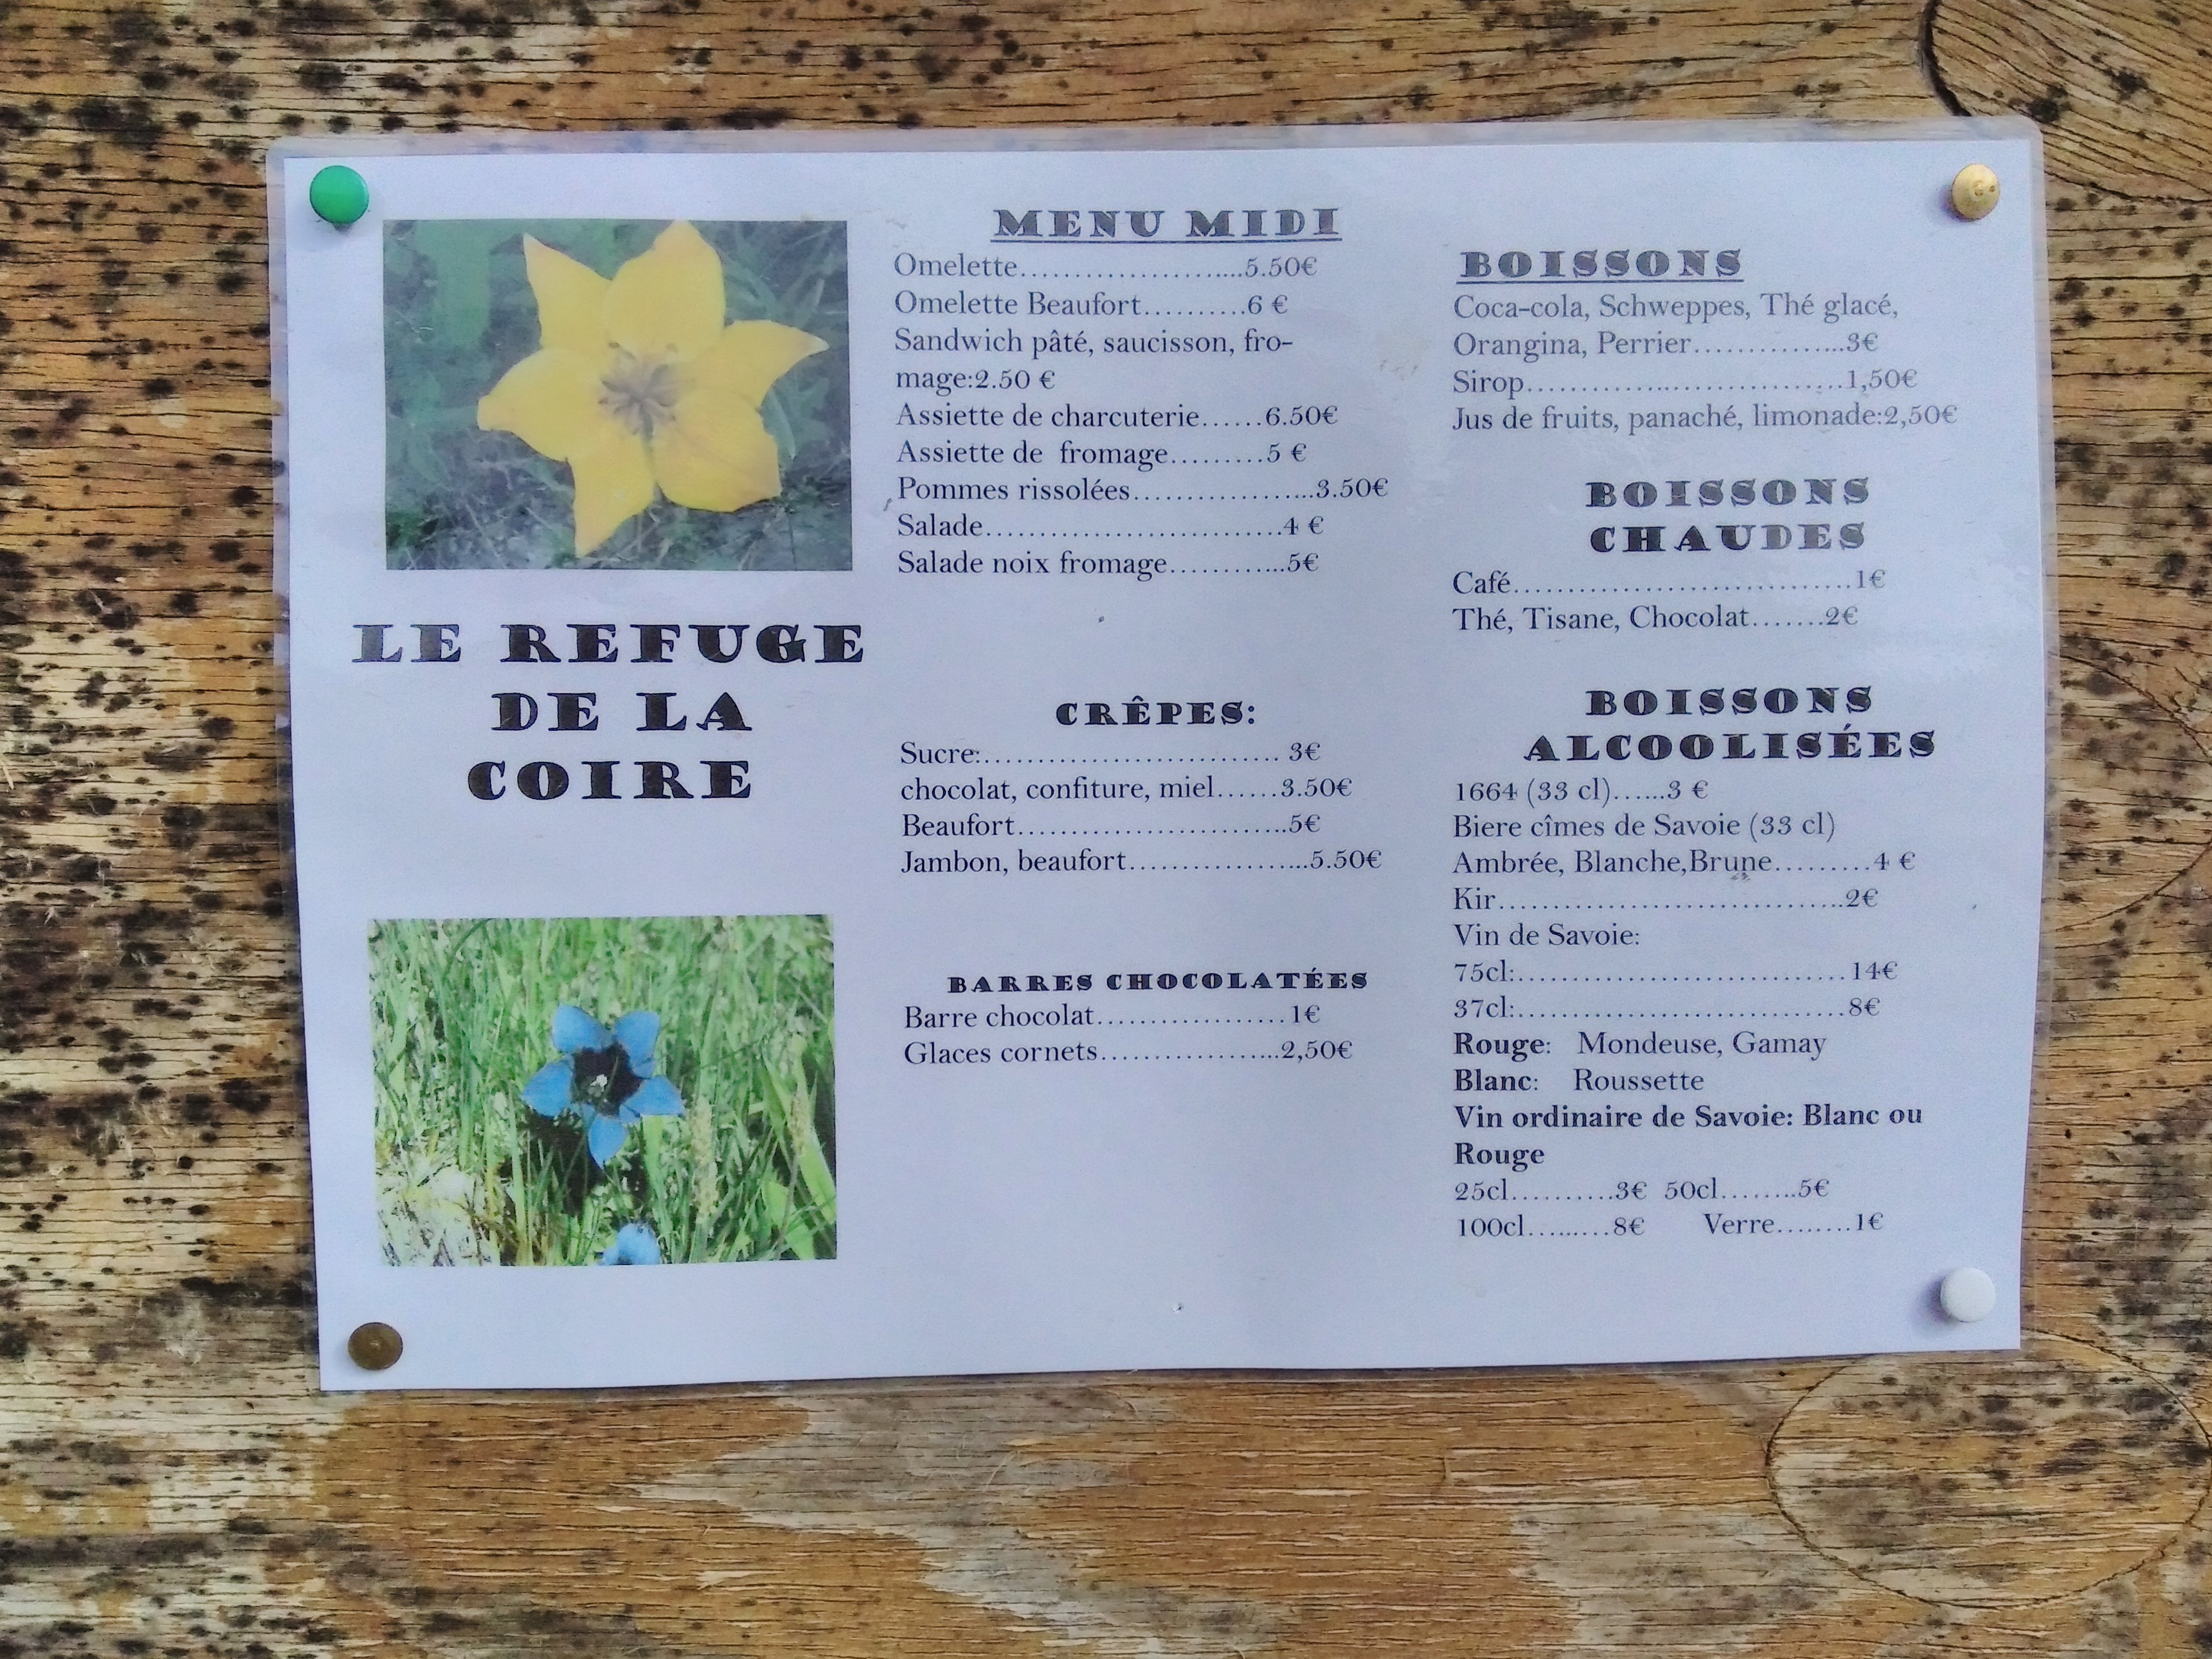 LE REFUGE
DE LA
COIRE
MENU MIDI
Omelette.......................5.50€
Omelette Beaufort..........6 €
Sandwich pâté, saucisson, fro-
mage:2.50 €
Assiette de charcuterie......6.50€
Assiette de fromage.........5 €
Pommes rissolées..................3.50€
Salade............................4 €
Salade noix fromage............5€
CRÊPES:
Sucre:............................ 3€
chocolat, confiture, miel......3.50€
Beaufort..........................5€
Jambon, beaufort..................5.50€
BARRES CHOCOLATÉES
Barre chocolat..................1€
Glaces cornets..................2,50€
BOISSONS
Coca-cola, Schweppes, Thé glacé,
Orangina, Perrier...............3€
Sirop...............................1,50€
Jus de fruits, panaché, limonade:2,50€
BOISSONS
CHAUDES
Café................................1€
Thé, Tisane, Chocolat.......2€
BOISSONS
ALCOOLISÉES
1664 (33 cl)......3 €
Biere cîmes de Savoie (33 cl)
Ambrée, Blanche,Brune.........4 €
Kir.................................2€
Vin de Savoie:
75cl:...............................14€
37cl:...............................8€
Rouge: Mondeuse, Gamay
Blanc: Roussette
Vin ordinaire de Savoie: Blanc ou
Rouge
25cl..........3€ 50cl........5€
100cl.........8€ Verre........1€